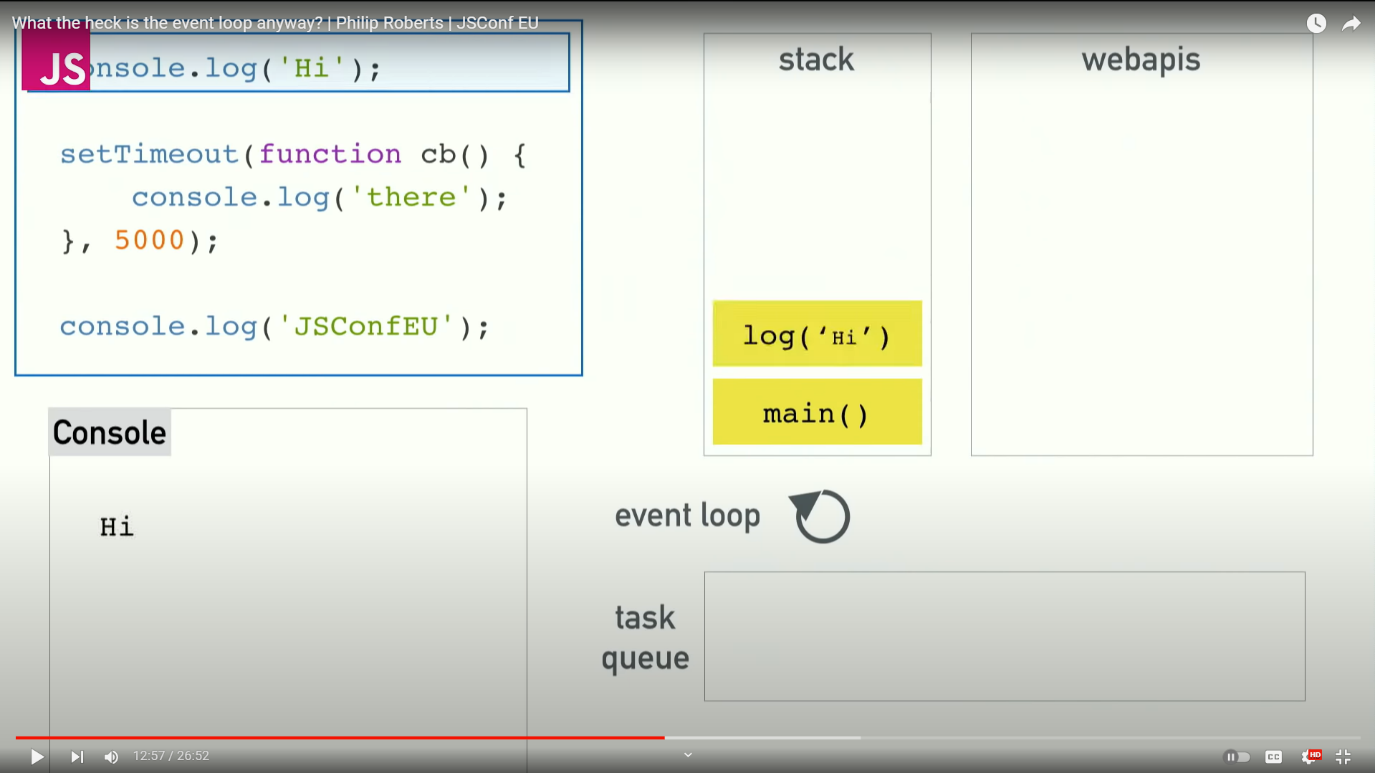 What the heck is the event loop anyway? | Philip Roberts | JSConf EU
JS
onsole.log('Hi');
setTimeout(function cb() {
    console.log('there');
}, 5000);
console.log('JSConfEU');
Console
Hi
stack
log(‘Hi’)
main()
webapis
event loop
task
queue
12:57 / 26:52
CC
HD